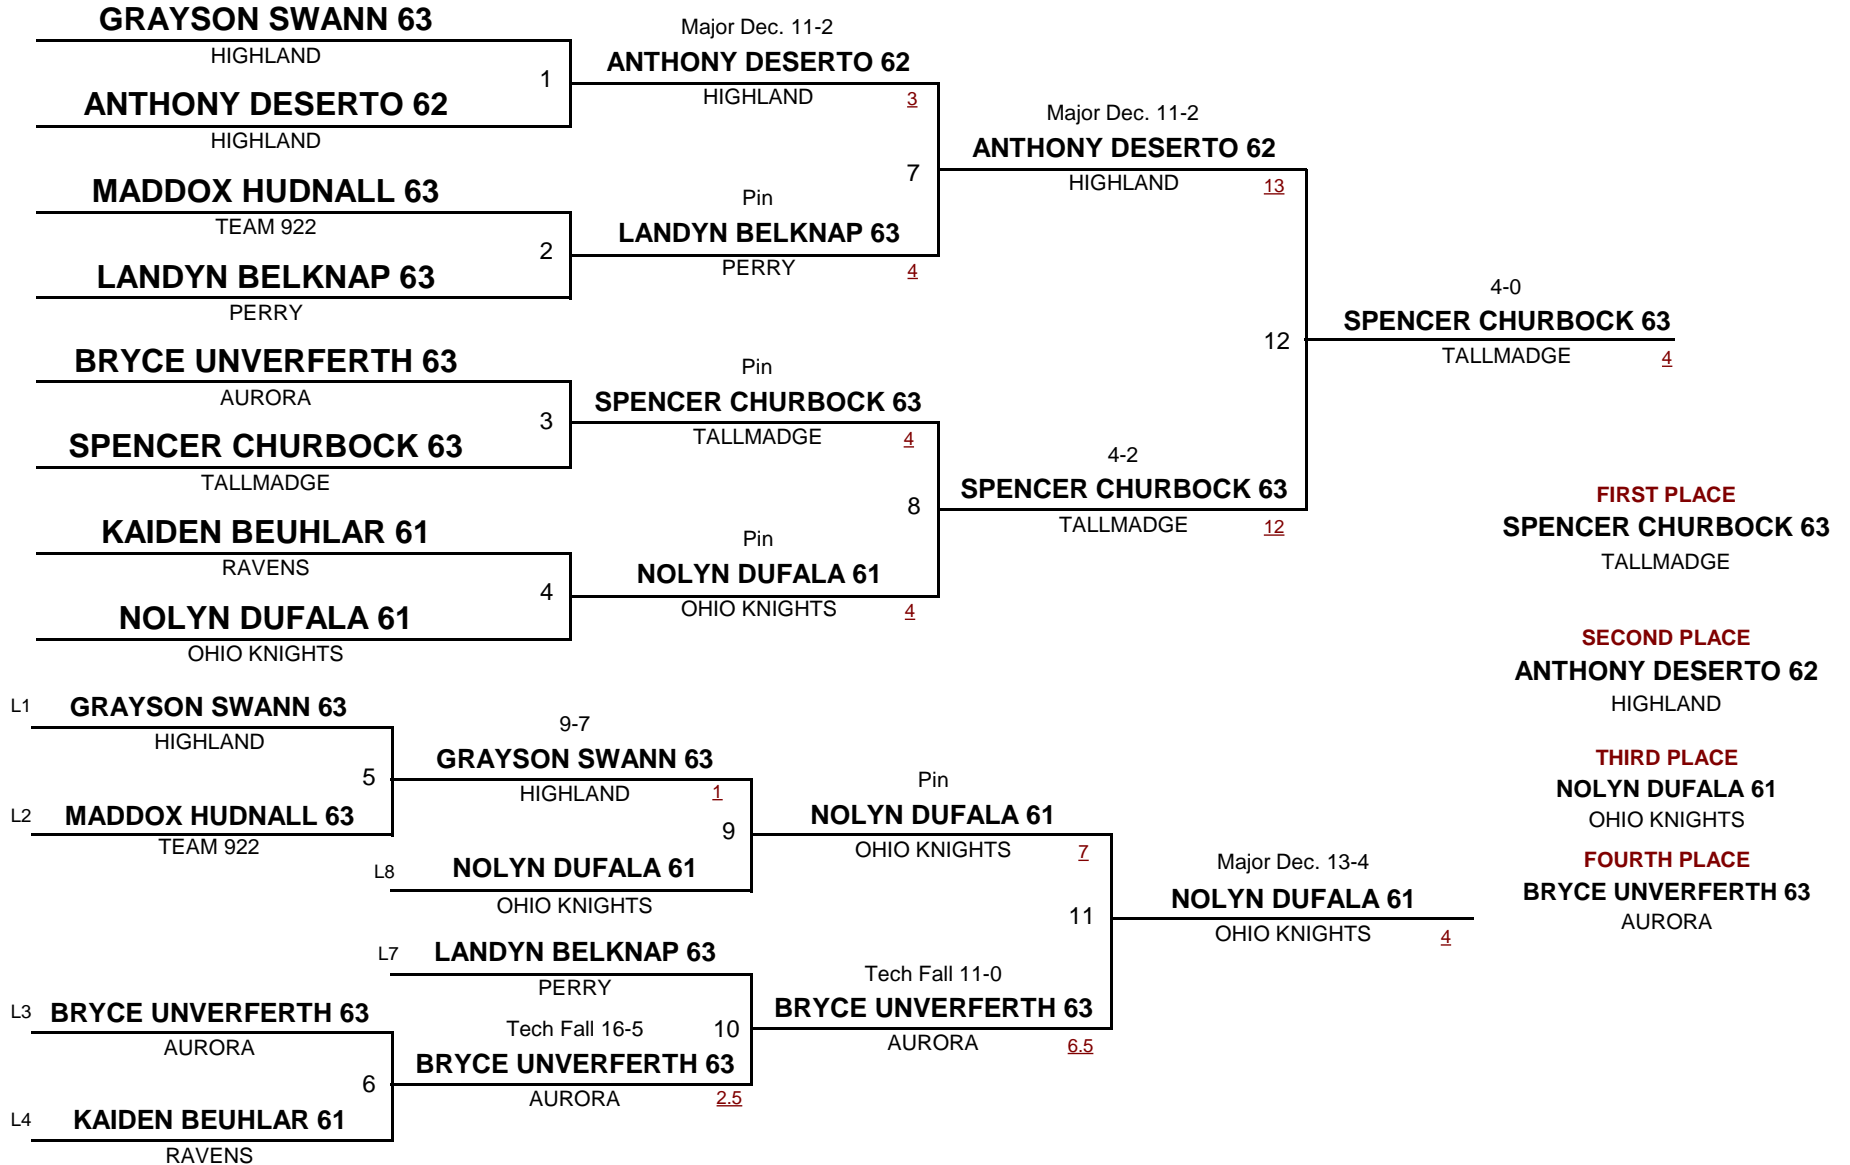 GRAYSON SWANN 63
HIGHLAND
1
ANTHONY DESERTO 62
HIGHLAND
MADDOX HUDNALL 63
TEAM 922
2
LANDYN BELKNAP 63
PERRY
BRYCE UNVERFERTH 63
AURORA
3
SPENCER CHURBOCK 63
TALLMADGE
KAIDEN BEUHLAR 61
RAVENS
4
NOLYN DUFALA 61
OHIO KNIGHTS
Major Dec. 11-2
ANTHONY DESERTO 62
HIGHLAND 3
7
Pin
LANDYN BELKNAP 63
PERRY 4
Pin
SPENCER CHURBOCK 63
TALLMADGE 4
8
Pin
NOLYN DUFALA 61
OHIO KNIGHTS 4
Major Dec. 11-2
ANTHONY DESERTO 62
HIGHLAND 13
12
4-2
SPENCER CHURBOCK 63
TALLMADGE 12
4-0
SPENCER CHURBOCK 63
TALLMADGE 4
FIRST PLACE
SPENCER CHURBOCK 63
TALLMADGE
SECOND PLACE
ANTHONY DESERTO 62
HIGHLAND
THIRD PLACE
NOLYN DUFALA 61
OHIO KNIGHTS
FOURTH PLACE
BRYCE UNVERFERTH 63
AURORA
L1 GRAYSON SWANN 63
HIGHLAND
5
L2 MADDOX HUDNALL 63
TEAM 922
9-7
GRAYSON SWANN 63
HIGHLAND 1
9
L8 NOLYN DUFALA 61
OHIO KNIGHTS
L7 LANDYN BELKNAP 63
PERRY
10
L3 BRYCE UNVERFERTH 63
AURORA
6
L4 KAIDEN BEUHLAR 61
RAVENS
Tech Fall 16-5
BRYCE UNVERFERTH 63
AURORA 2.5
Pin
NOLYN DUFALA 61
OHIO KNIGHTS 7
11
Tech Fall 11-0
BRYCE UNVERFERTH 63
AURORA 6.5
Major Dec. 13-4
NOLYN DUFALA 61
OHIO KNIGHTS 4